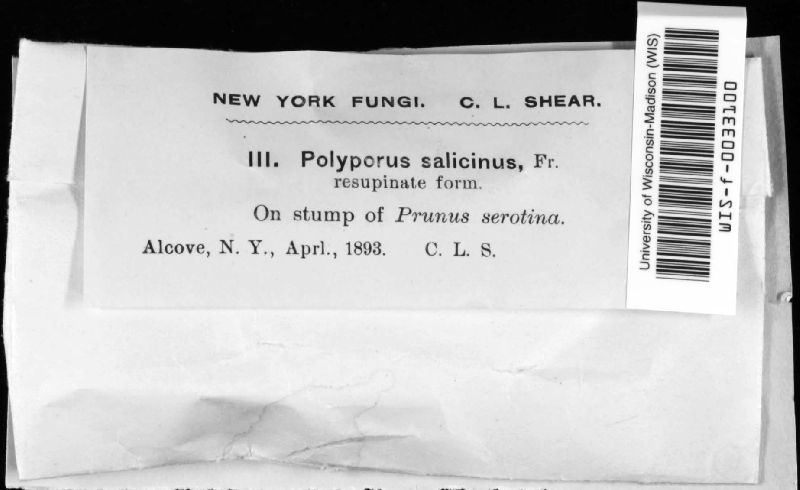 NEW YORK FUNGI. C. L. SHEAR.
III. Polyporus salicinus, Fr.
resupinate form.
On stump of Prunus serotina.
Alcove, N. Y., Aprl., 1893. C. L. S.
University of Wisconsin-Madison (WIS)
WIS-f-0033100